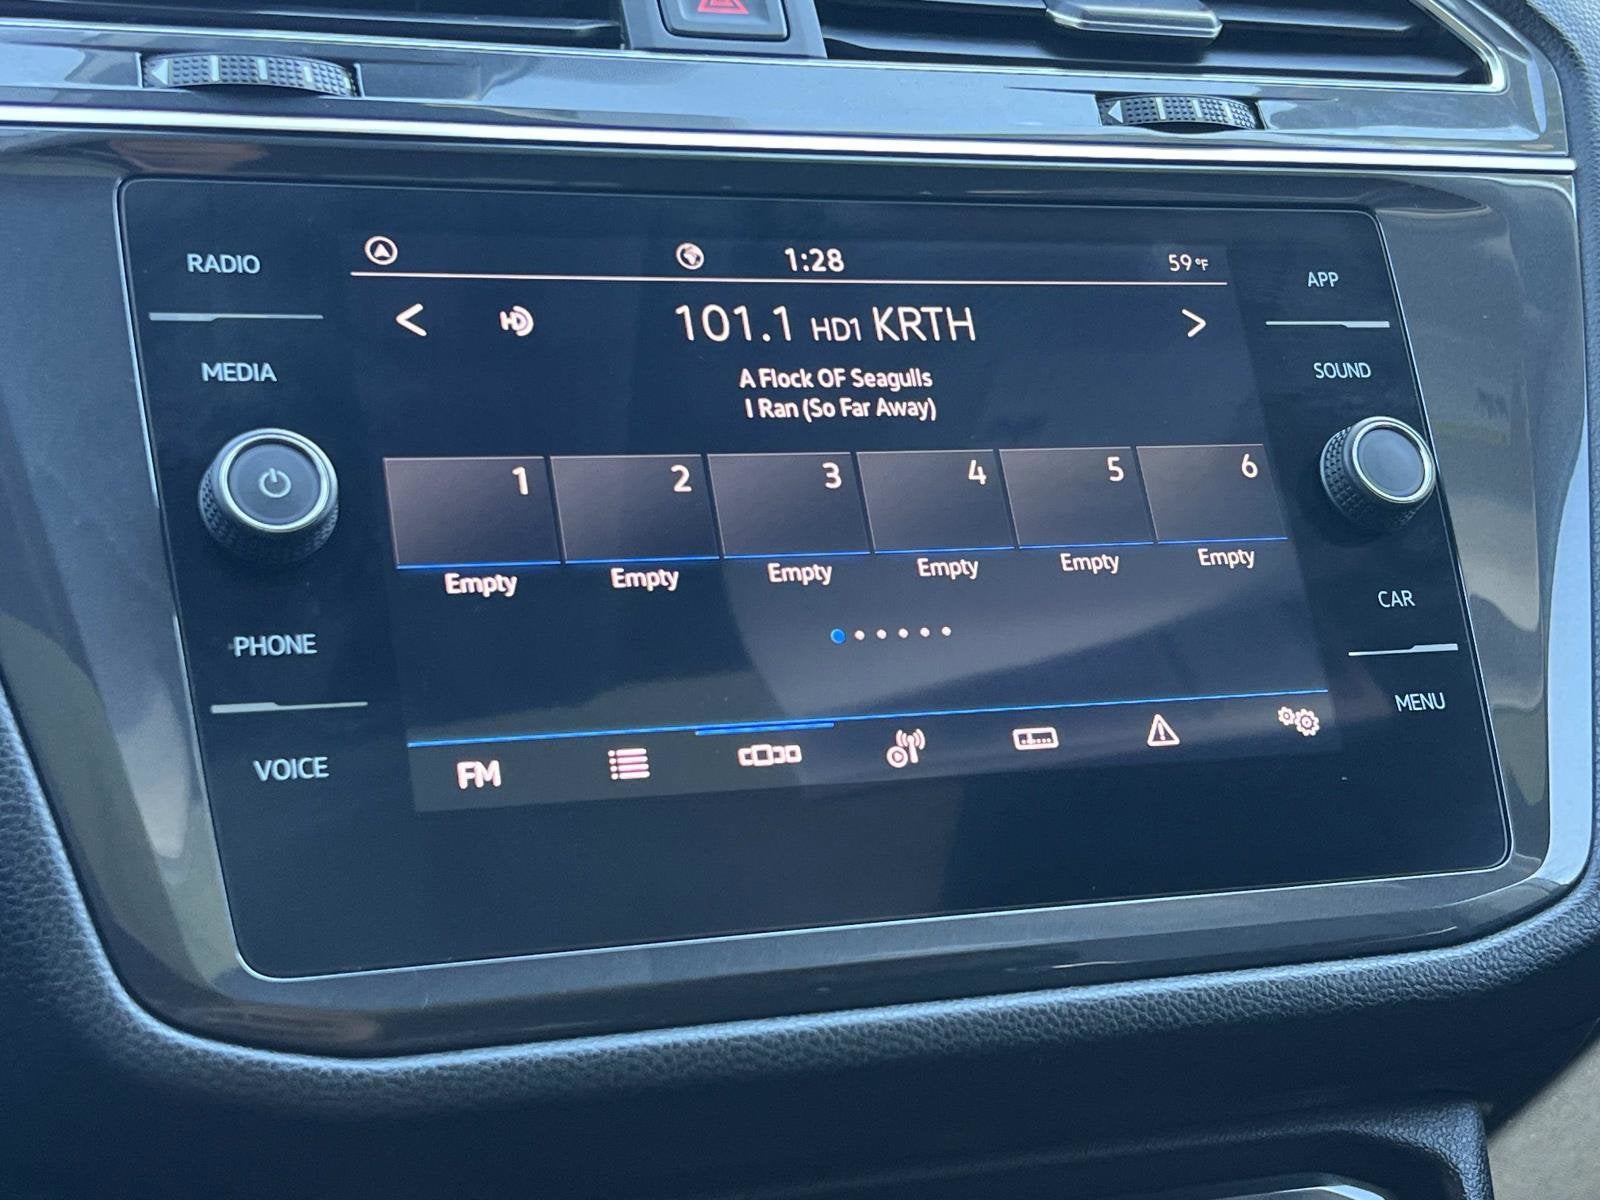 RADIO
MEDIA
PHONE
VOICE
1:28
59°F
HD
101.1 HD1 KRTH
A Flock OF Seagulls
I Ran (So Far Away)
1 2 3 4 5 6
Empty Empty Empty Empty Empty Empty
FM
APP
SOUND
CAR
MENU